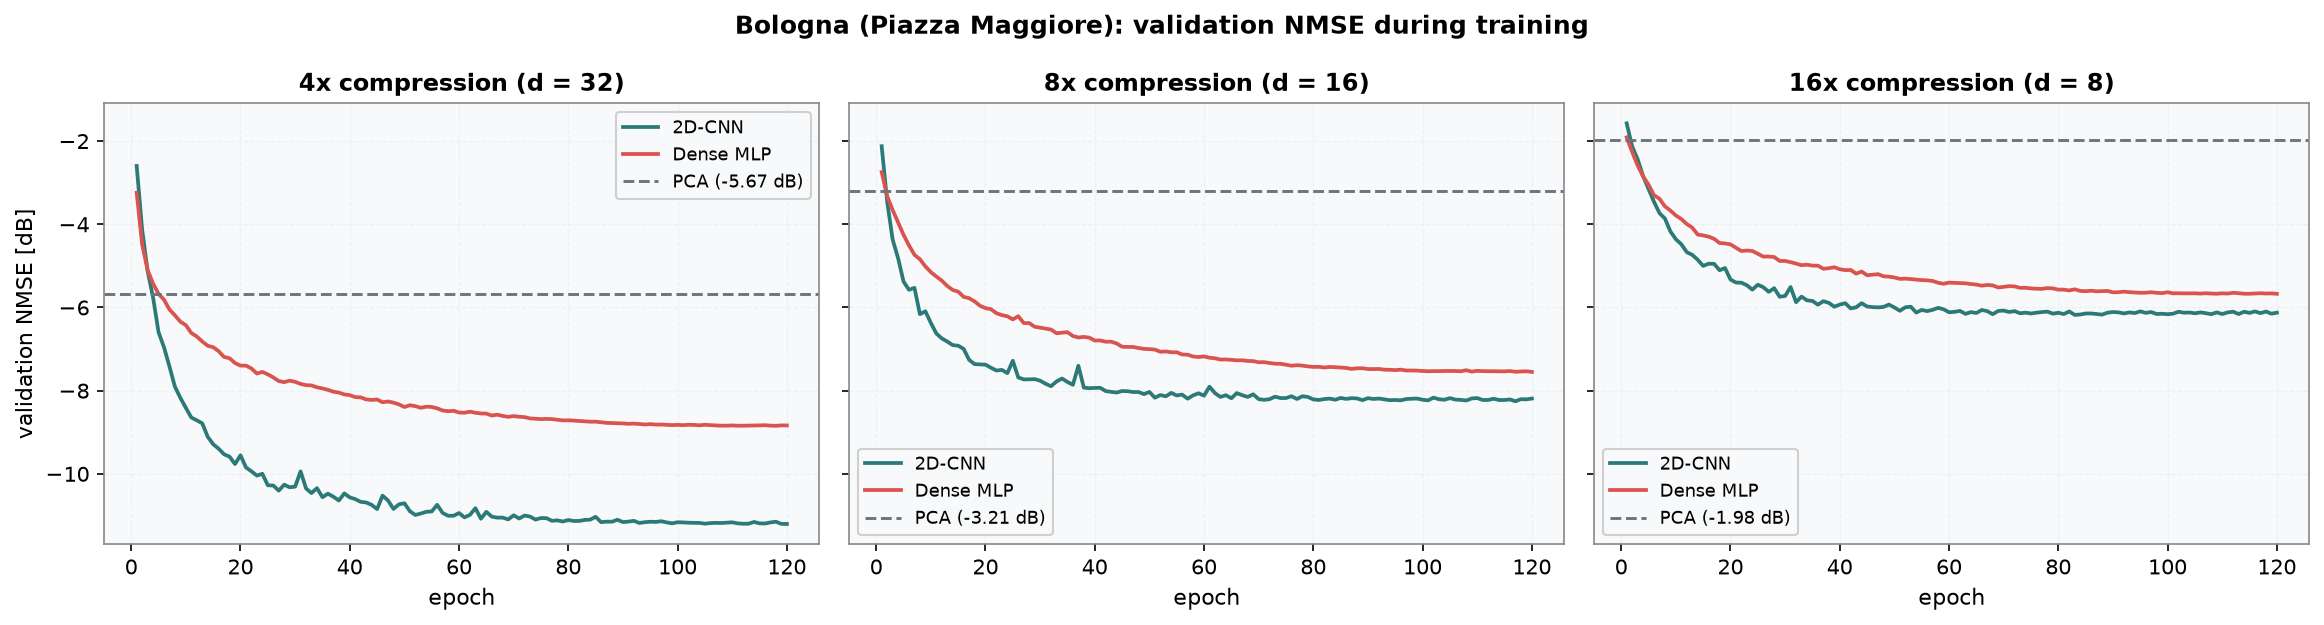 Bologna (Piazza Maggiore): validation NMSE during training
4x compression (d = 32)
validation NMSE [dB]
−2
−4
−6
−8
−10
2D-CNN
Dense MLP
PCA (-5.67 dB)
0 20 40 60 80 100 120
epoch
8x compression (d = 16)
2D-CNN
Dense MLP
PCA (-3.21 dB)
0 20 40 60 80 100 120
epoch
16x compression (d = 8)
2D-CNN
Dense MLP
PCA (-1.98 dB)
0 20 40 60 80 100 120
epoch